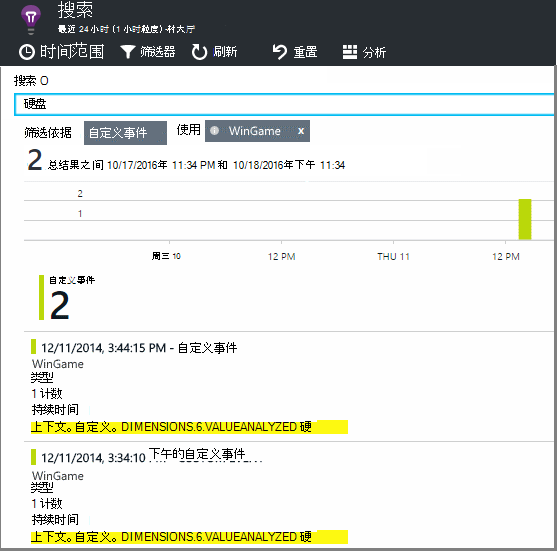 搜索
最近 24 小时 (1 小时粒度) -科大厅
时间范围 筛选器 刷新 重置 分析
搜索 O
硬盘
筛选依据 自定义事件 使用 WinGame x
2 总结果之间 10/17/2016年 11:34 PM 和 10/18/2016年下午 11:34
2
1
周三 10 12 PM THU 11 12 PM
自定义事件
2
12/11/2014, 3:44:15 PM - 自定义事件
WinGame
类型
1 计数
持续时间
上下文。自定义。DIMENSIONS.6.VALUEANALYZED 硬
12/11/2014, 3:34:10 下午的自定义事件
WinGame
类型
1 计数
持续时间
上下文。自定义。DIMENSIONS.6.VALUEANALYZED 硬